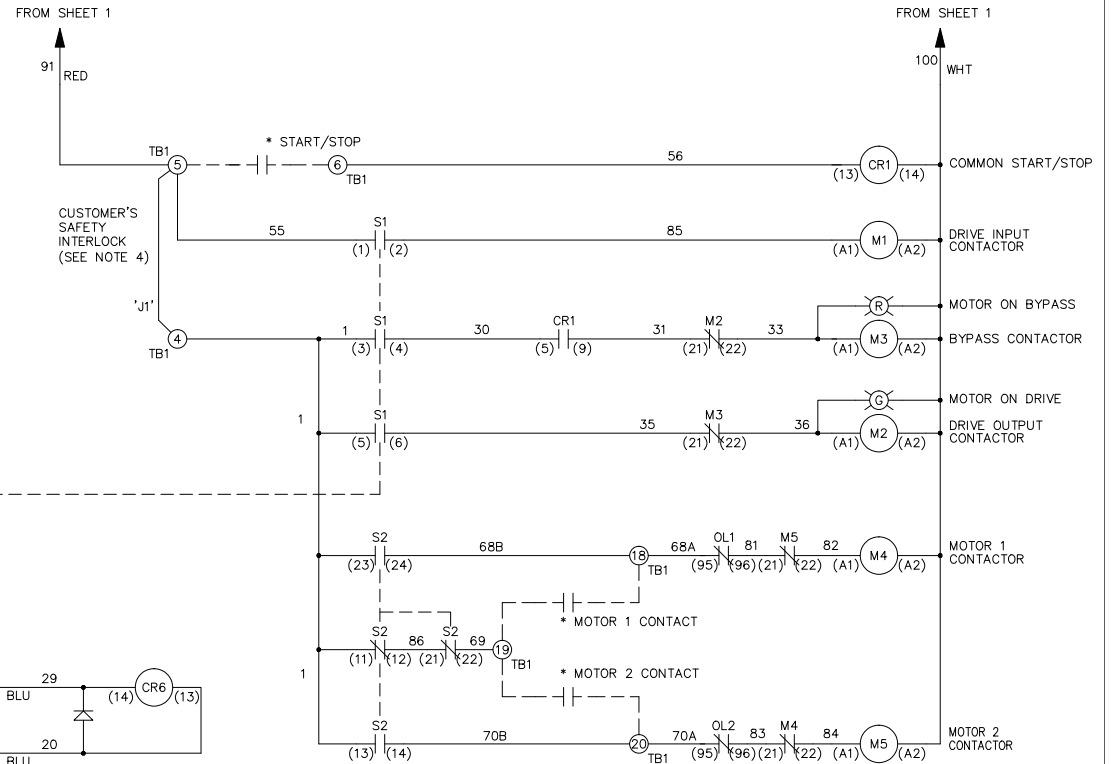 FROM SHEET 1
FROM SHEET 1
91
RED
100
WHT
* START/STOP
TB1
5
6
TB1
56
CR1
(13)
(14)
COMMON START/STOP
CUSTOMER'S
SAFETY
INTERLOCK
(SEE NOTE 4)
55
S1
(1)
(2)
85
M1
(A1)
(A2)
DRIVE INPUT
CONTACTOR
'J1'
R
MOTOR ON BYPASS
4
TB1
1
S1
(3)
(4)
30
CR1
(5)
(9)
31
M2
(21)
(22)
33
M3
(A1)
(A2)
BYPASS CONTACTOR
G
MOTOR ON DRIVE
1
S1
(5)
(6)
35
M3
(21)
(22)
36
M2
(A1)
(A2)
DRIVE OUTPUT
CONTACTOR
S2
(23)
(24)
68B
18
TB1
68A
OL1
(95)
(96)
81
M5
(21)
(22)
82
M4
(A1)
(A2)
MOTOR 1
CONTACTOR
* MOTOR 1 CONTACT
S2
(11)
(12)
86
S2
(21)
(22)
69
19
TB1
1
* MOTOR 2 CONTACT
29
BLU
(14)
CR6
(13)
20
BLU
S2
(13)
(14)
70B
20
TB1
70A
OL2
(95)
(96)
83
M4
(21)
(22)
84
M5
(A1)
(A2)
MOTOR 2
CONTACTOR